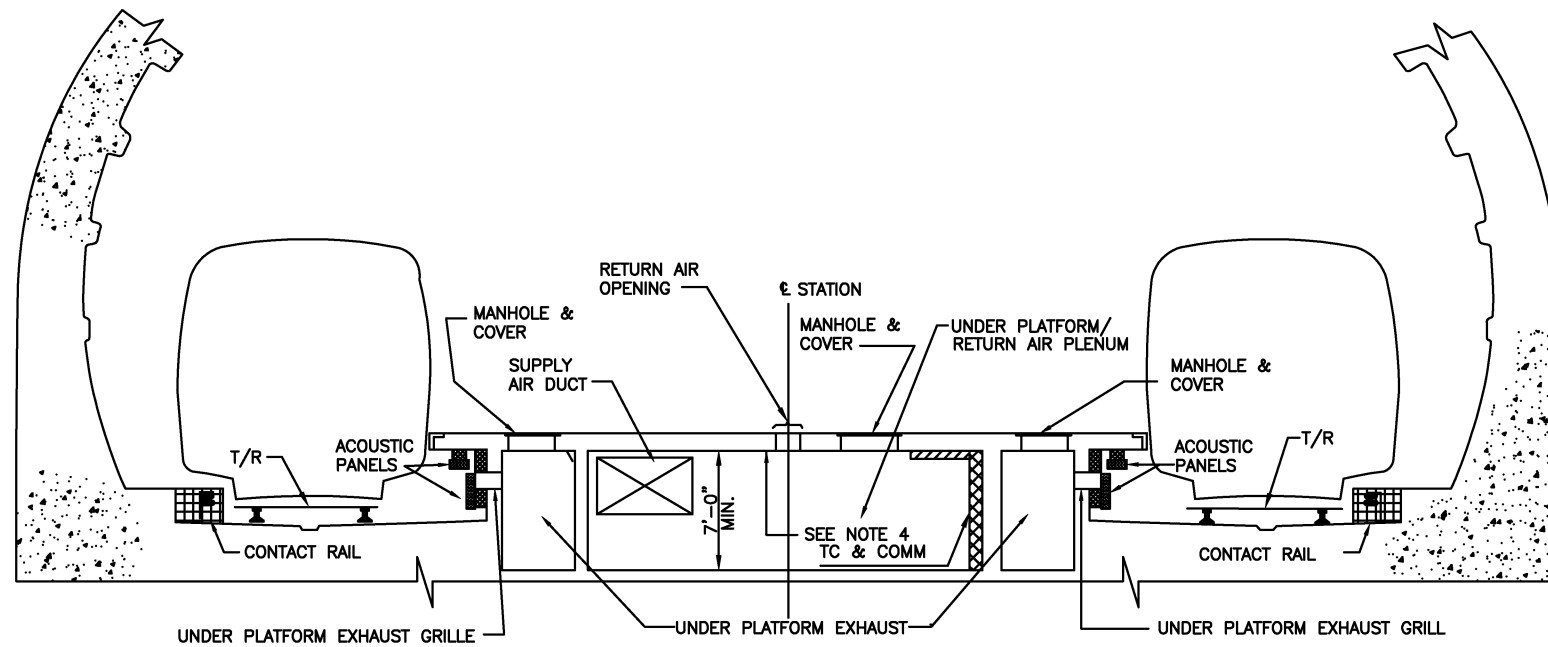 RETURN AIR
OPENING
℄ STATION
MANHOLE &
COVER
MANHOLE &
COVER
UNDER PLATFORM/
RETURN AIR PLENUM
SUPPLY
AIR DUCT
MANHOLE &
COVER
ACOUSTIC
PANELS
T/R
ACOUSTIC
PANELS
T/R
7'-0"
MIN.
SEE NOTE 4
TC & COMM
CONTACT RAIL
CONTACT RAIL
UNDER PLATFORM EXHAUST GRILLE
UNDER PLATFORM EXHAUST
UNDER PLATFORM EXHAUST GRILL